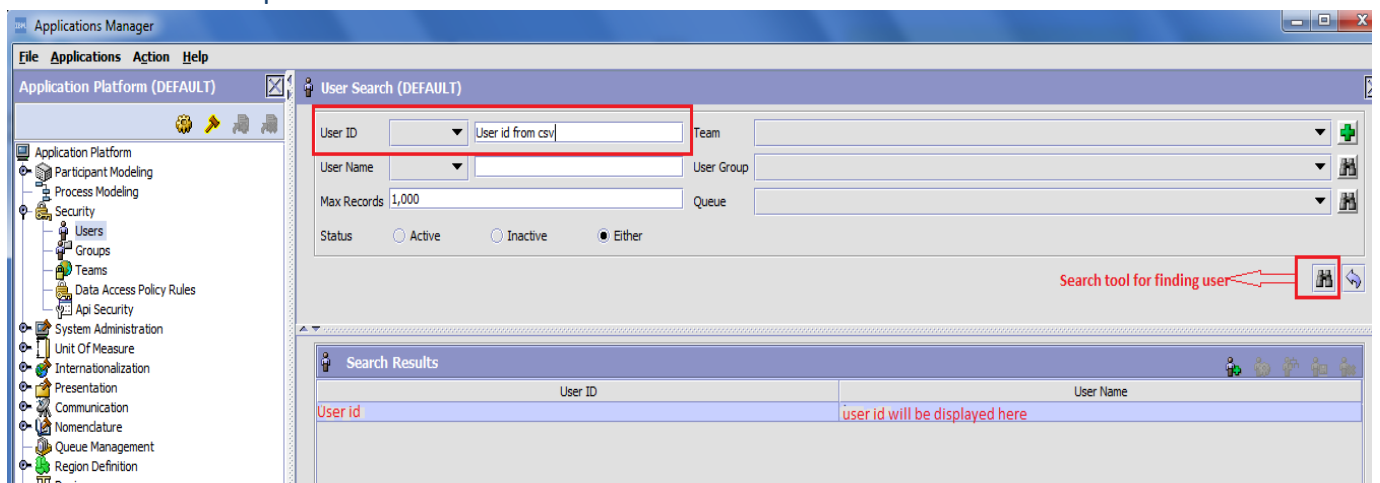 IBM Applications Manager
File Applications Action Help
Application Platform (DEFAULT)
User Search (DEFAULT)
User ID User id from csv Team
User Name User Group
Max Records 1,000 Queue
Status Active Inactive Either
Search tool for finding user
Application Platform
Participant Modeling
Process Modeling
Security
Users
Groups
Teams
Data Access Policy Rules
Api Security
System Administration
Unit Of Measure
Internationalization
Presentation
Communication
Nomenclature
Queue Management
Region Definition
Search Results
User ID User Name
User id user id will be displayed here